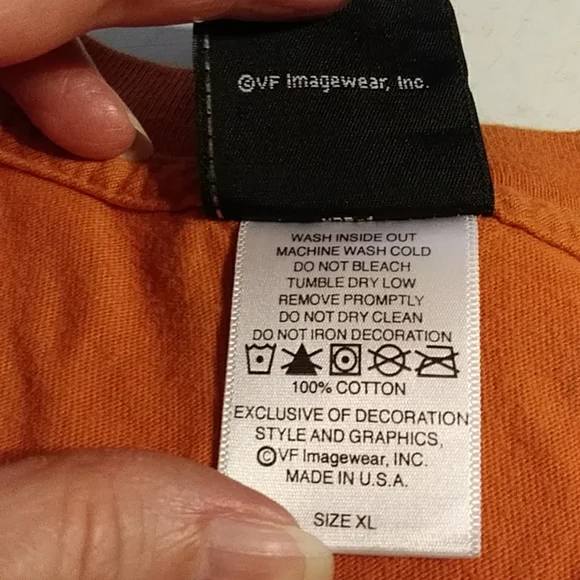 ©VF Imagewear, Inc.
WASH INSIDE OUT
MACHINE WASH COLD
DO NOT BLEACH
TUMBLE DRY LOW
REMOVE PROMPTLY
DO NOT DRY CLEAN
DO NOT IRON DECORATION
100% COTTON
EXCLUSIVE OF DECORATION
STYLE AND GRAPHICS,
©VF Imagewear, INC.
MADE IN U.S.A.
SIZE XL